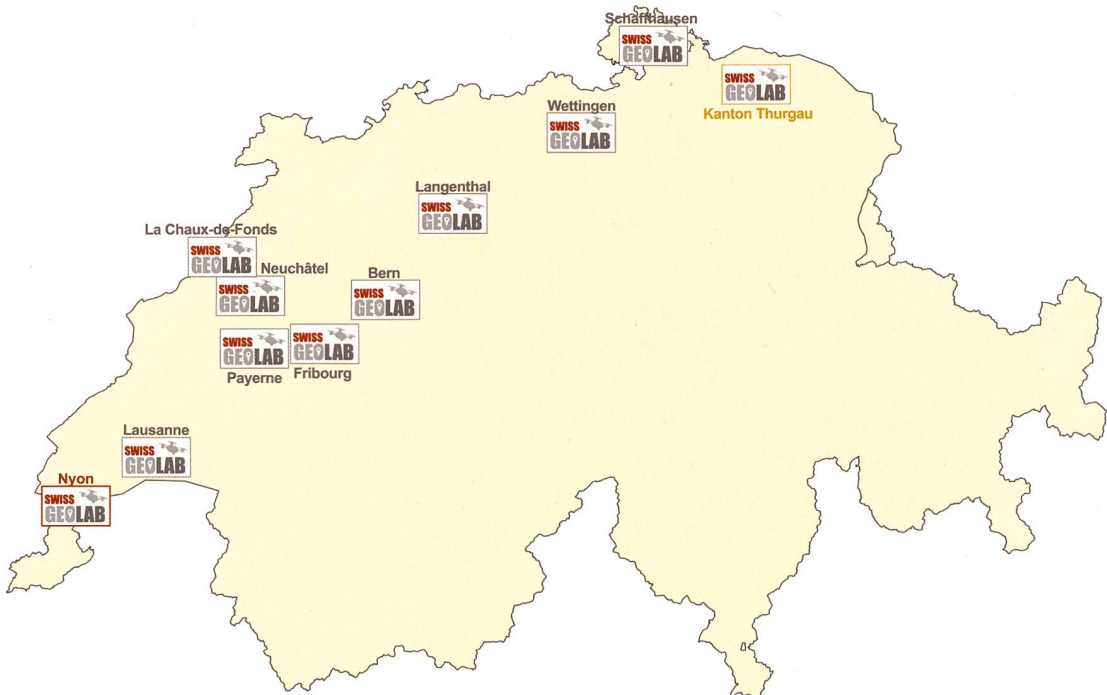 Schaffhausen
SWISS
GEOLAB
SWISS
GEOLAB
Kanton Thurgau
Wettingen
SWISS
GEOLAB
Langenthal
SWISS
GEOLAB
La Chaux-de-Fonds
SWISS
GEOLAB
Neuchâtel
SWISS
GEOLAB
Bern
SWISS
GEOLAB
SWISS
GEOLAB
Payerne
SWISS
GEOLAB
Fribourg
Lausanne
SWISS
GEOLAB
Nyon
SWISS
GEOLAB